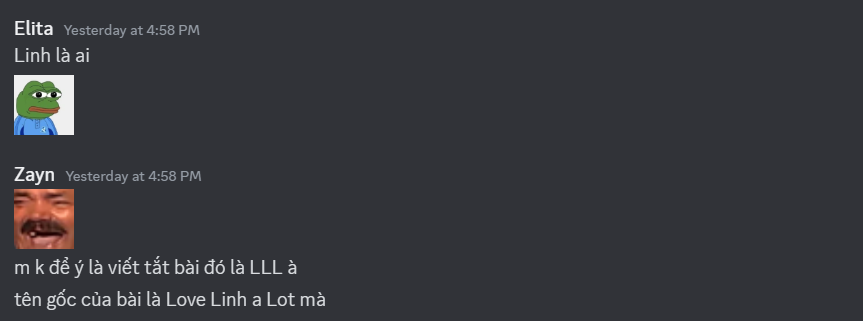 Elita Yesterday at 4:58 PM
Linh là ai
Zayn Yesterday at 4:58 PM
m k để ý là viết tắt bài đó là LLL à
tên gốc của bài là Love Linh a Lot mà